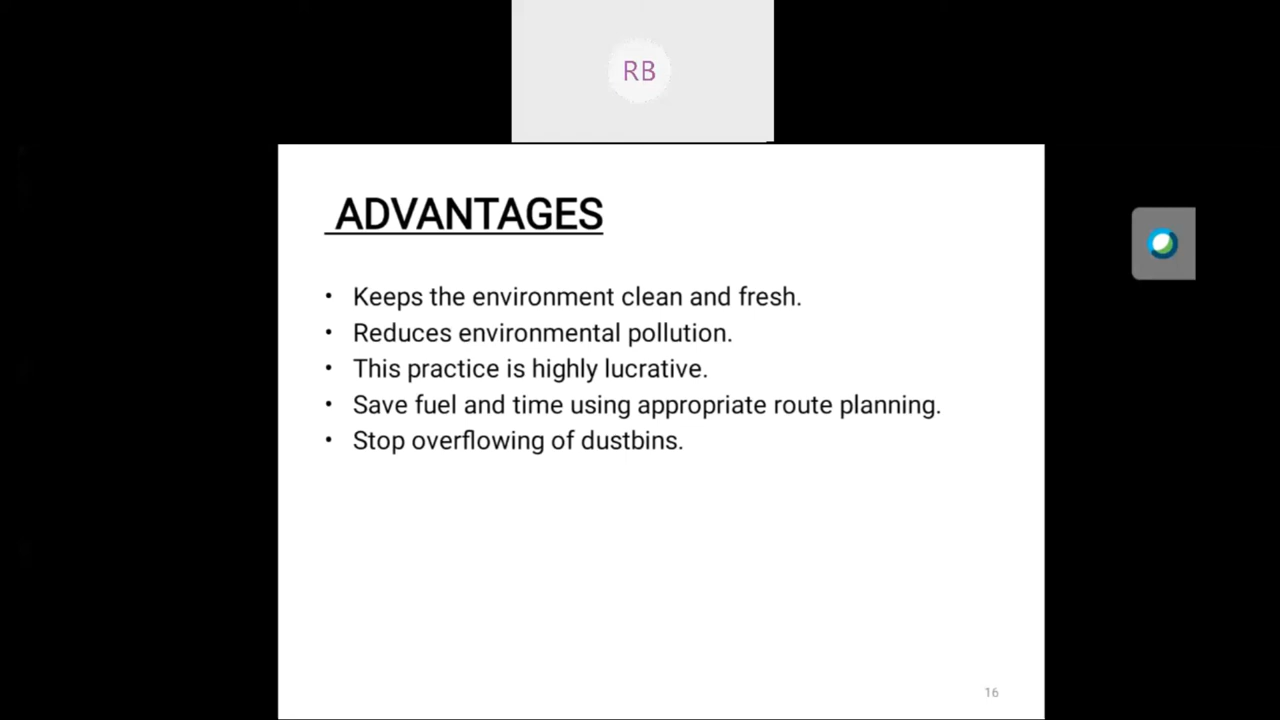 RB
ADVANTAGES
• Keeps the environment clean and fresh.
• Reduces environmental pollution.
• This practice is highly lucrative.
• Save fuel and time using appropriate route planning.
• Stop overflowing of dustbins.
16